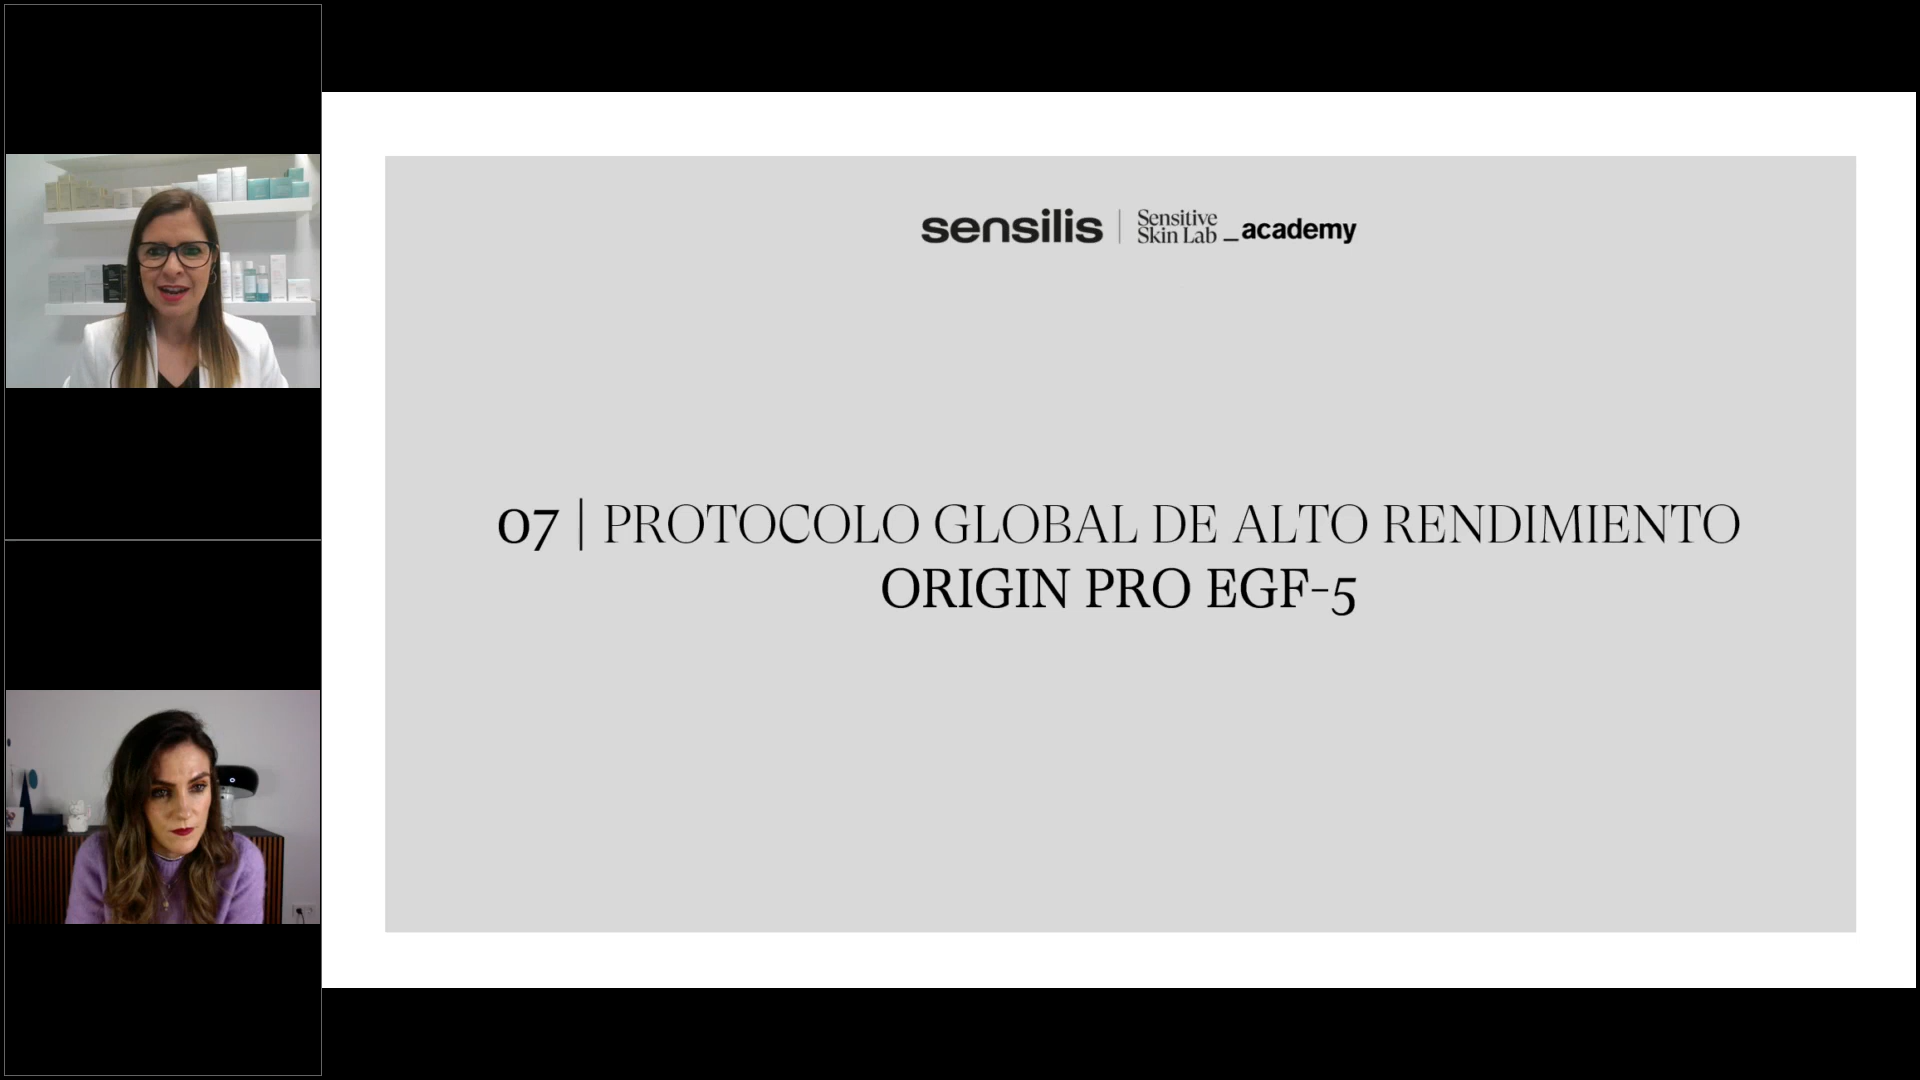 sensilis | Sensitive
Skin Lab _academy
07 | PROTOCOLO GLOBAL DE ALTO RENDIMIENTO
ORIGIN PRO EGF-5